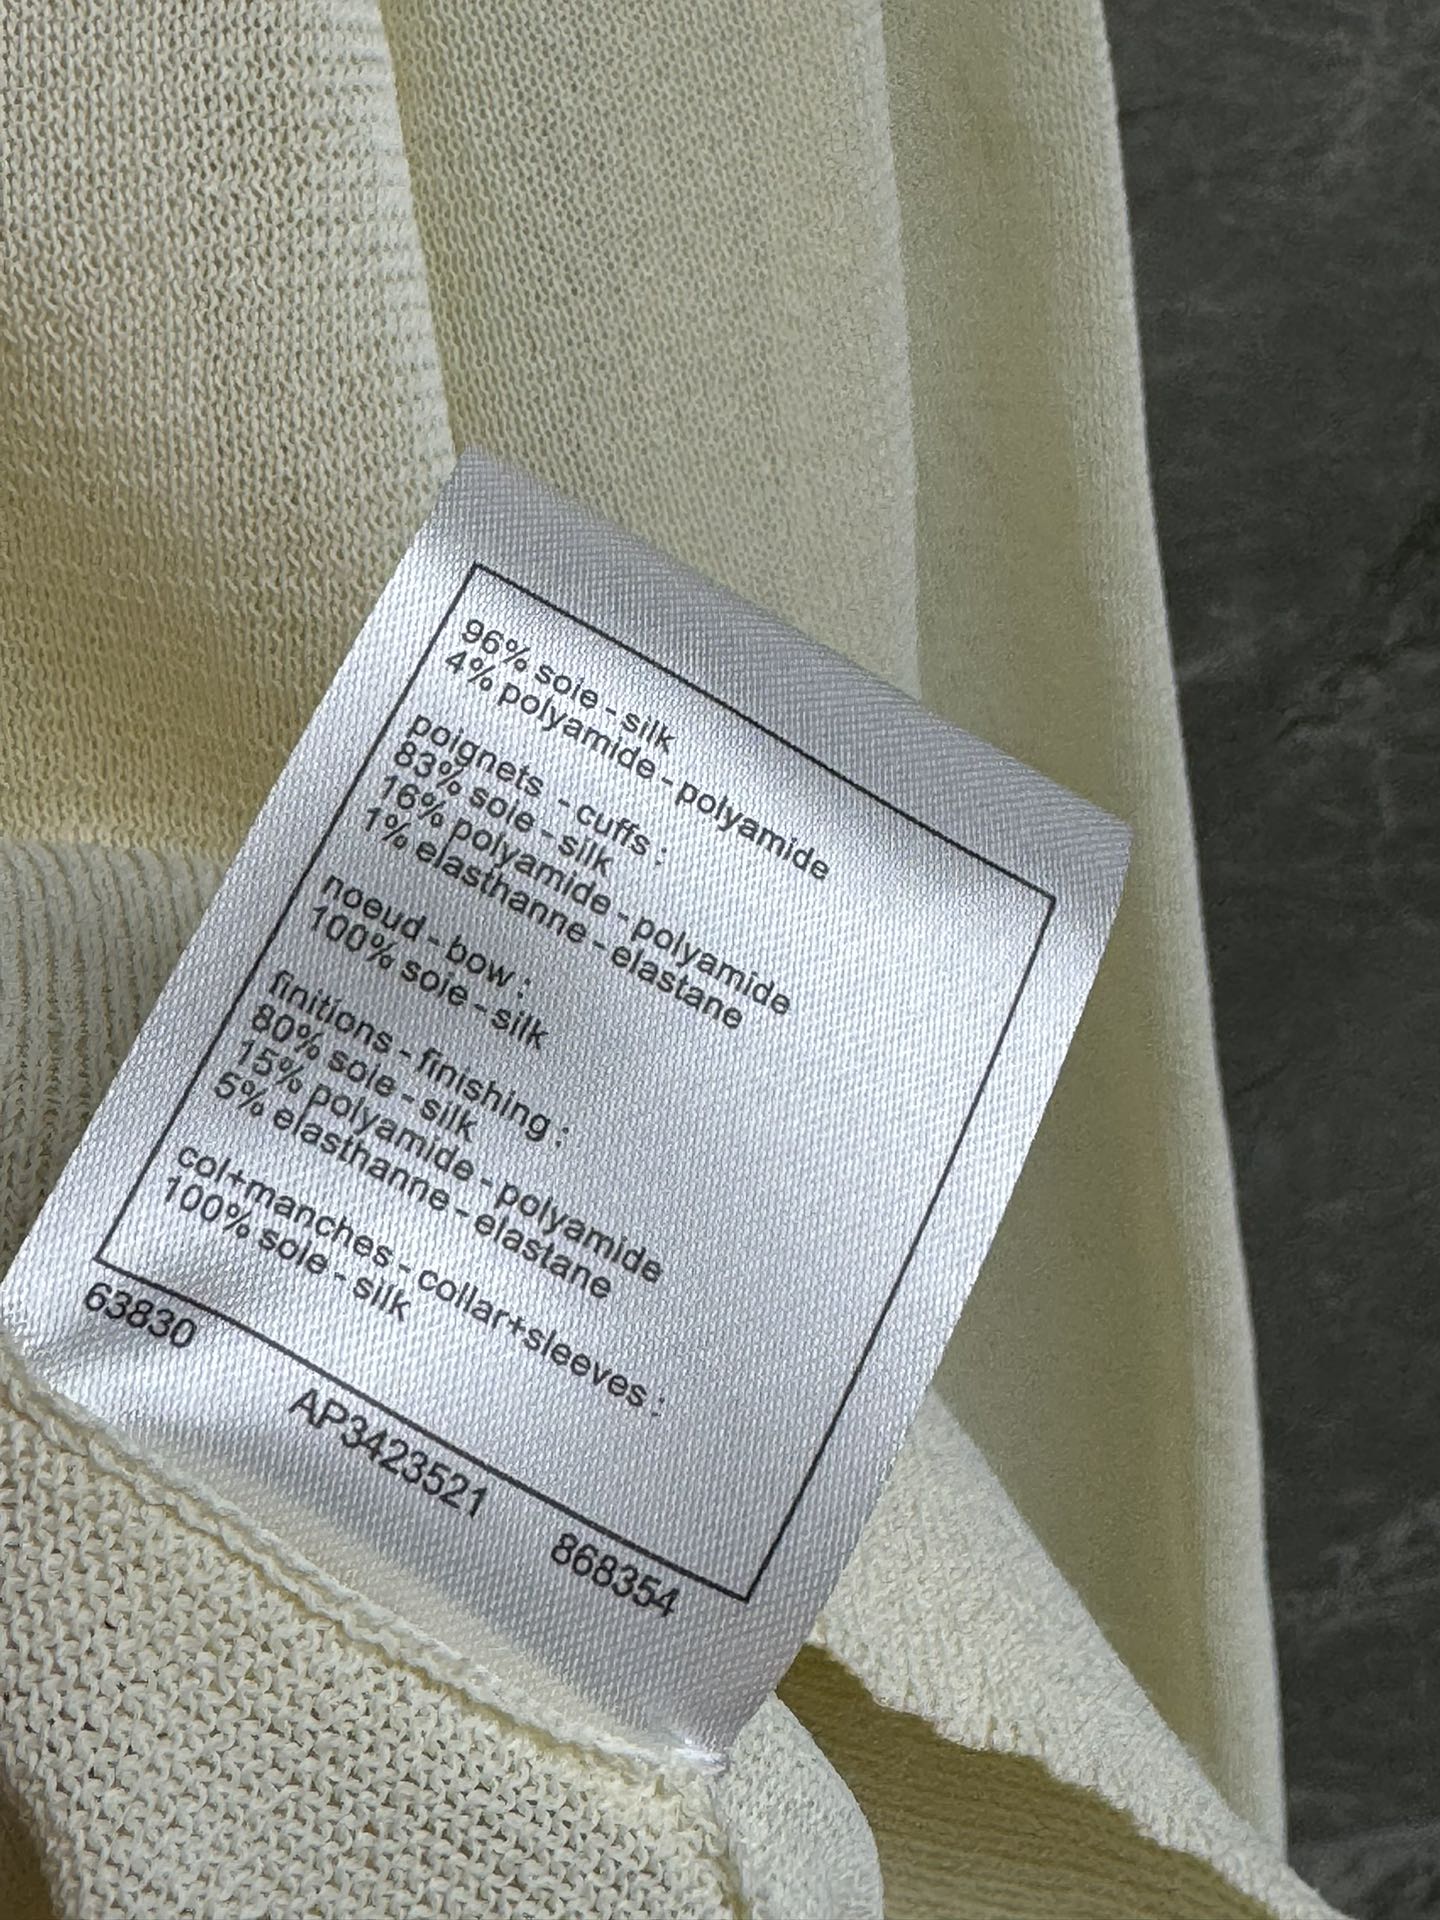 96% soie - silk
4% polyamide - polyamide
poignets - cuffs :
83% soie - silk
16% polyamide - polyamide
1% elasthanne - elastane
noeud - bow :
100% soie - silk
finitions - finishing :
80% soie - silk
15% polyamide - polyamide
5% elasthanne - elastane
col+manches - collar+sleeves :
100% soie - silk
63830 AP3423521 868354